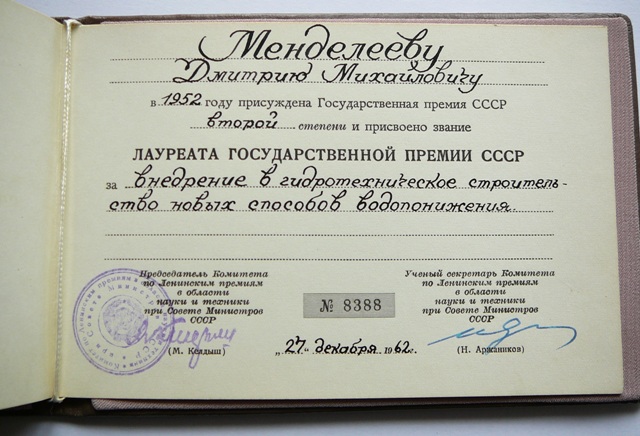 Менделееву
Дмитрию Михайловичу
в 1952 году присуждена Государственная премия СССР
второй степени и присвоено звание
ЛАУРЕАТА ГОСУДАРСТВЕННОЙ ПРЕМИИ СССР
за внедрение в гидротехническое строитель-
ство новых способов водопонижения.
Председатель Комитета
по Ленинским премиям
в области
науки и техники
при Совете Министров
СССР
(М. Келдыш)
№ 8388
„27" декабря 1962 г.
Ученый секретарь Комитета
по Ленинским премиям
в области
науки и техники
при Совете Министров
СССР
(Н. Аржаников)